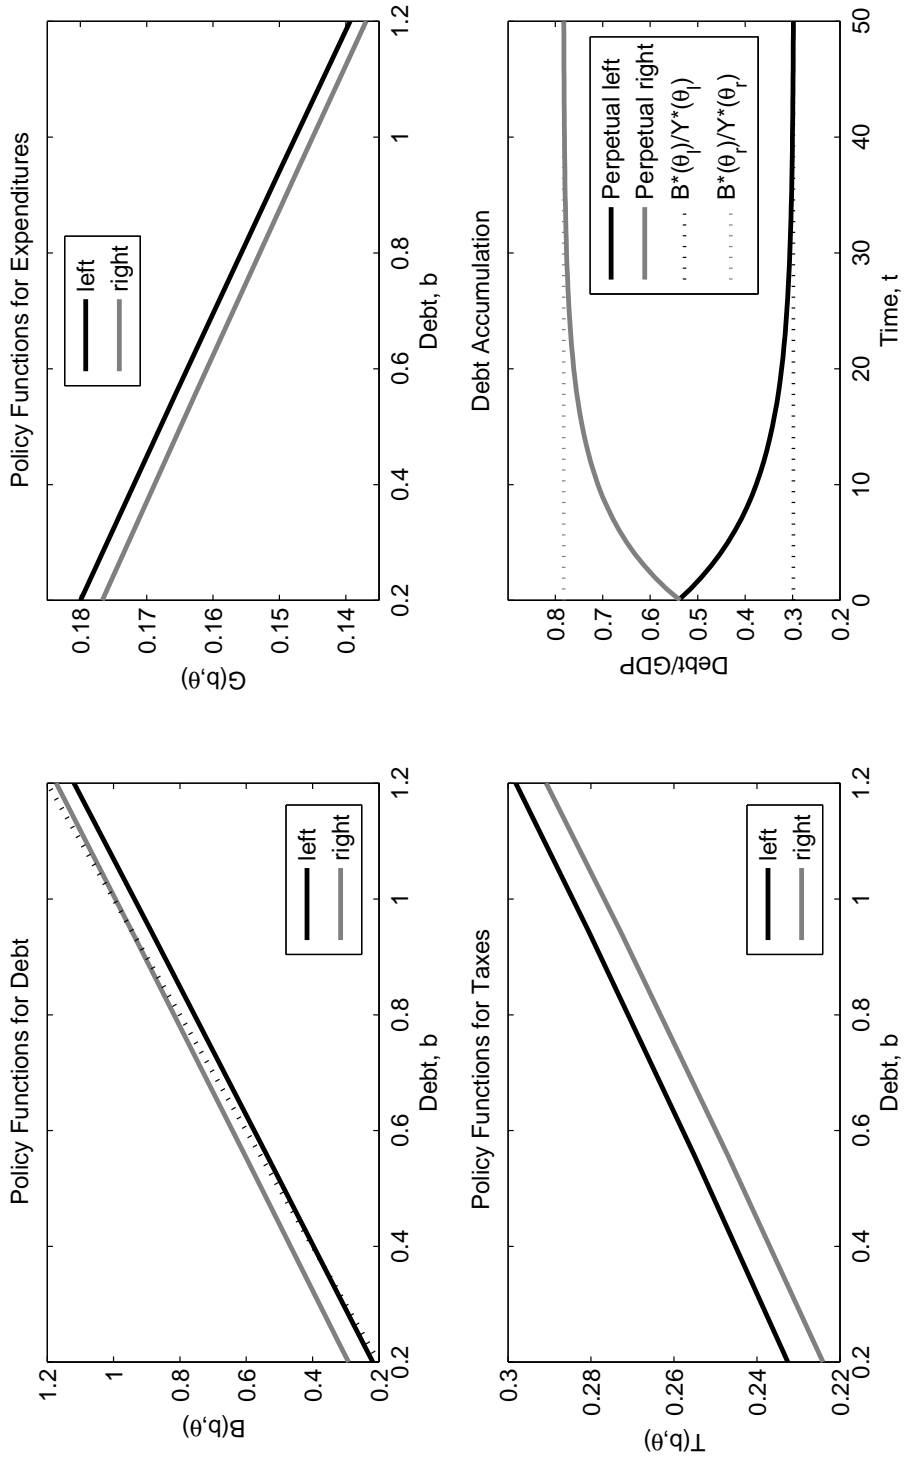 Policy Functions for Debt
B(b,θ)
1.2
1
0.8
0.6
0.4
0.2
0.2
0.4
0.6
0.8
1
1.2
Debt, b
left
right
Policy Functions for Expenditures
G(b,θ)
0.18
0.17
0.16
0.15
0.14
0.2
0.4
0.6
0.8
1
1.2
Debt, b
left
right
Policy Functions for Taxes
T(b,θ)
0.3
0.28
0.26
0.24
0.22
0.2
0.4
0.6
0.8
1
1.2
Debt, b
left
right
Debt Accumulation
Debt/GDP
0.8
0.7
0.6
0.5
0.4
0.3
0.2
0
10
20
30
40
50
Time, t
Perpetual left
Perpetual right
B*(θ_l)/Y*(θ_l)
B*(θ_r)/Y*(θ_r)